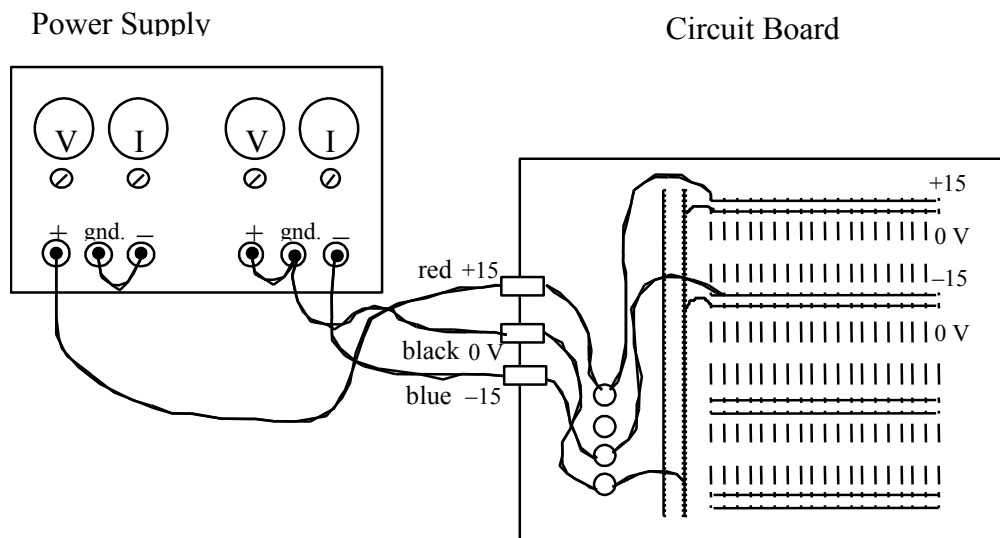 Power Supply
Circuit Board
V I V I
+ gnd. – + gnd. –
+15
0 V
red +15
–15
black 0 V
0 V
blue –15